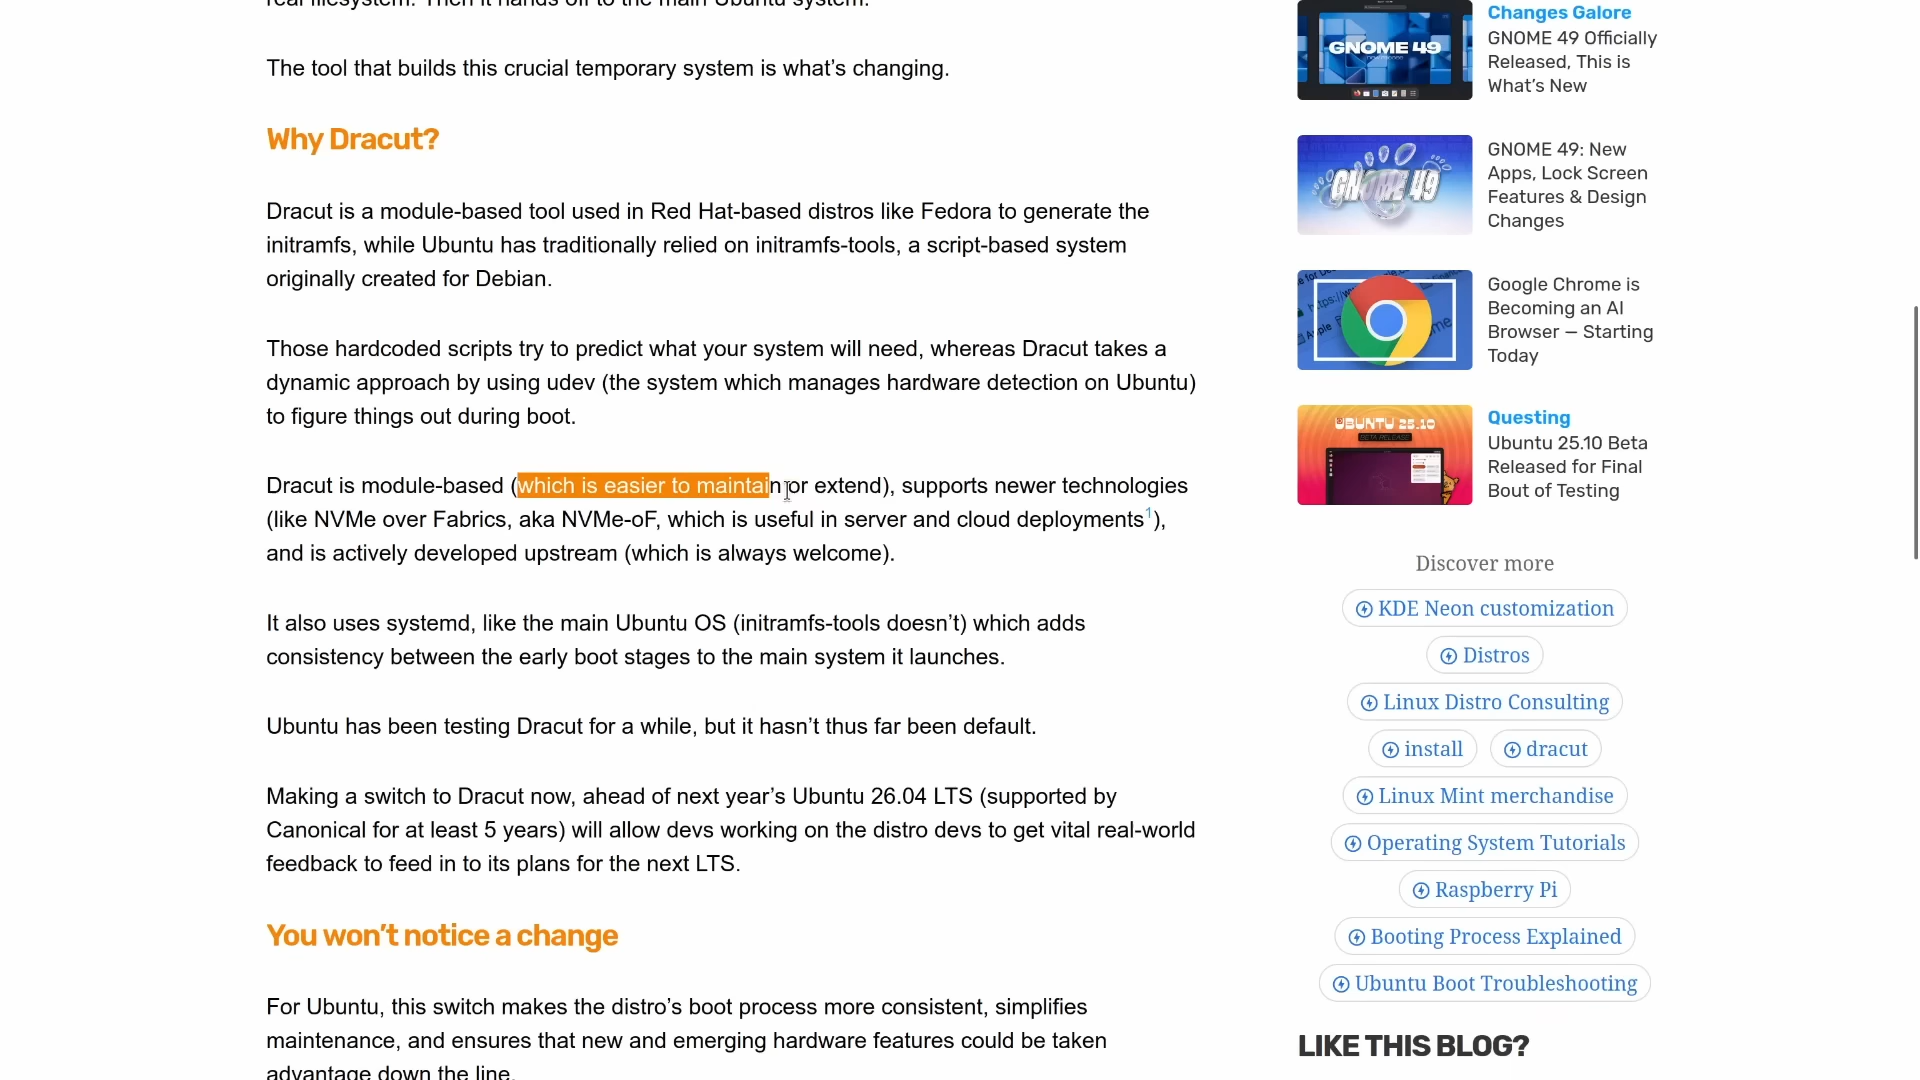 real filesystem. Then it hands off to the main Ubuntu system.
The tool that builds this crucial temporary system is what’s changing.
Why Dracut?
Dracut is a module-based tool used in Red Hat-based distros like Fedora to generate the
initramfs, while Ubuntu has traditionally relied on initramfs-tools, a script-based system
originally created for Debian.
Those hardcoded scripts try to predict what your system will need, whereas Dracut takes a
dynamic approach by using udev (the system which manages hardware detection on Ubuntu)
to figure things out during boot.
Dracut is module-based (which is easier to maintain or extend), supports newer technologies
(like NVMe over Fabrics, aka NVMe-oF, which is useful in server and cloud deployments1),
and is actively developed upstream (which is always welcome).
It also uses systemd, like the main Ubuntu OS (initramfs-tools doesn’t) which adds
consistency between the early boot stages to the main system it launches.
Ubuntu has been testing Dracut for a while, but it hasn’t thus far been default.
Making a switch to Dracut now, ahead of next year’s Ubuntu 26.04 LTS (supported by
Canonical for at least 5 years) will allow devs working on the distro devs to get vital real-world
feedback to feed in to its plans for the next LTS.
You won’t notice a change
For Ubuntu, this switch makes the distro’s boot process more consistent, simplifies
maintenance, and ensures that new and emerging hardware features could be taken
advantage down the line.
GNOME 49
Changes Galore
GNOME 49 Officially
Released, This is
What’s New
GNOME 49
GNOME 49: New
Apps, Lock Screen
Features & Design
Changes
https://w
Google Chrome is
Becoming an AI
Browser – Starting
Today
UBUNTU 25.10
BETA RELEASE
Questing
Ubuntu 25.10 Beta
Released for Final
Bout of Testing
Discover more
KDE Neon customization
Distros
Linux Distro Consulting
install
dracut
Linux Mint merchandise
Operating System Tutorials
Raspberry Pi
Booting Process Explained
Ubuntu Boot Troubleshooting
LIKE THIS BLOG?